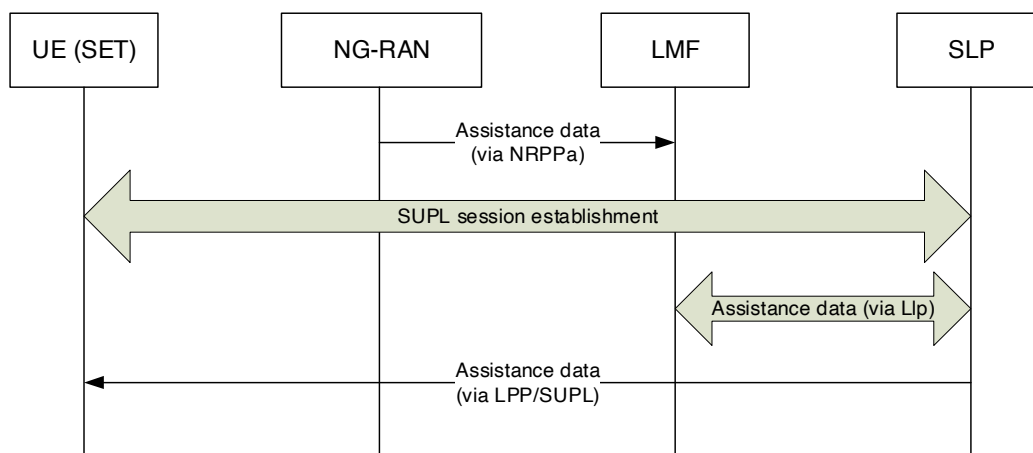 UE (SET)
NG-RAN
LMF
SLP
Assistance data
(via NRPPa)
SUPL session establishment
Assistance data (via Llp)
Assistance data
(via LPP/SUPL)